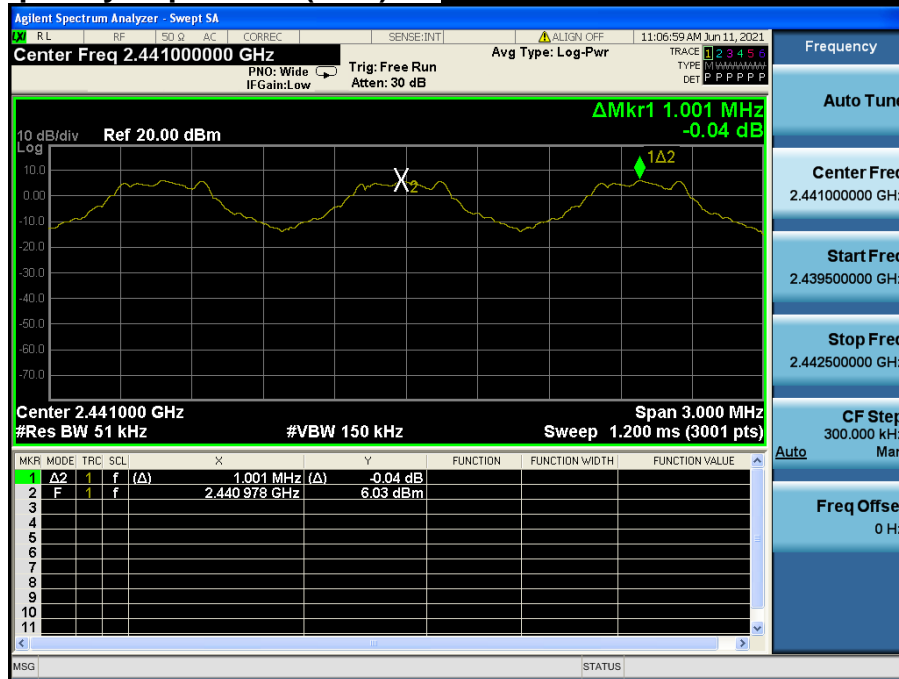 Agilent Spectrum Analyzer - Swept SA
LXI RL RF 50 Ω AC CORREC SENSE:INT ALIGN OFF 11:06:59 AM Jun 11, 2021
Center Freq 2.441000000 GHz
PNO: Wide
IFGain:Low
Trig: Free Run
Atten: 30 dB
Avg Type: Log-Pwr
TRACE 1 2 3 4 5 6
TYPE M WWWWW
DET P P P P P P
ΔMkr1 1.001 MHz
-0.04 dB
10 dB/div Ref 20.00 dBm
Log
10.0
0.00
-10.0
-20.0
-30.0
-40.0
-50.0
-60.0
-70.0
1Δ2
X2
Center 2.441000 GHz Span 3.000 MHz
#Res BW 51 kHz #VBW 150 kHz Sweep 1.200 ms (3001 pts)
MKR MODE TRC SCL X Y FUNCTION FUNCTION WIDTH FUNCTION VALUE
1 Δ2 1 f (Δ) 1.001 MHz (Δ) -0.04 dB
2 F 1 f 2.440 978 GHz 6.03 dBm
3
4
5
6
7
8
9
10
11
MSG STATUS
Frequency
Auto Tune
Center Freq
2.441000000 GHz
Start Freq
2.439500000 GHz
Stop Freq
2.442500000 GHz
CF Step
300.000 kHz
Auto Man
Freq Offset
0 Hz